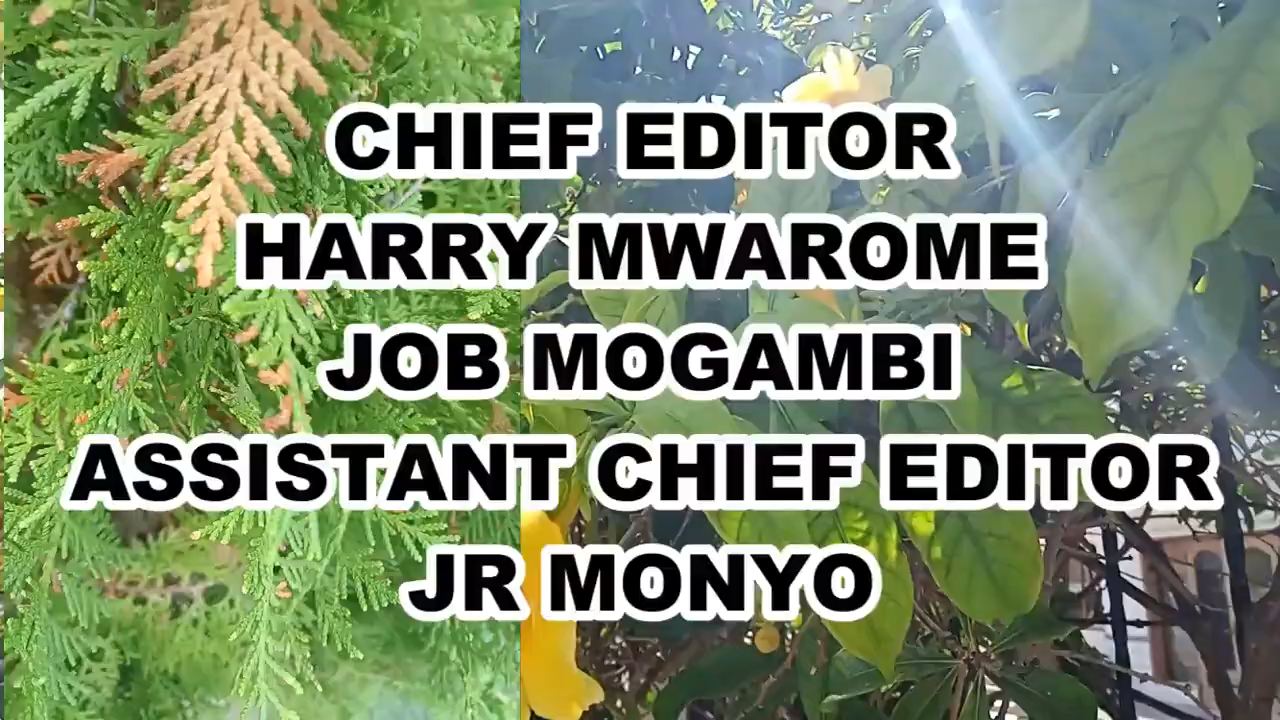 CHIEF EDITOR
HARRY MWAROME
JOB MOGAMBI
ASSISTANT CHIEF EDITOR
JR MONYO